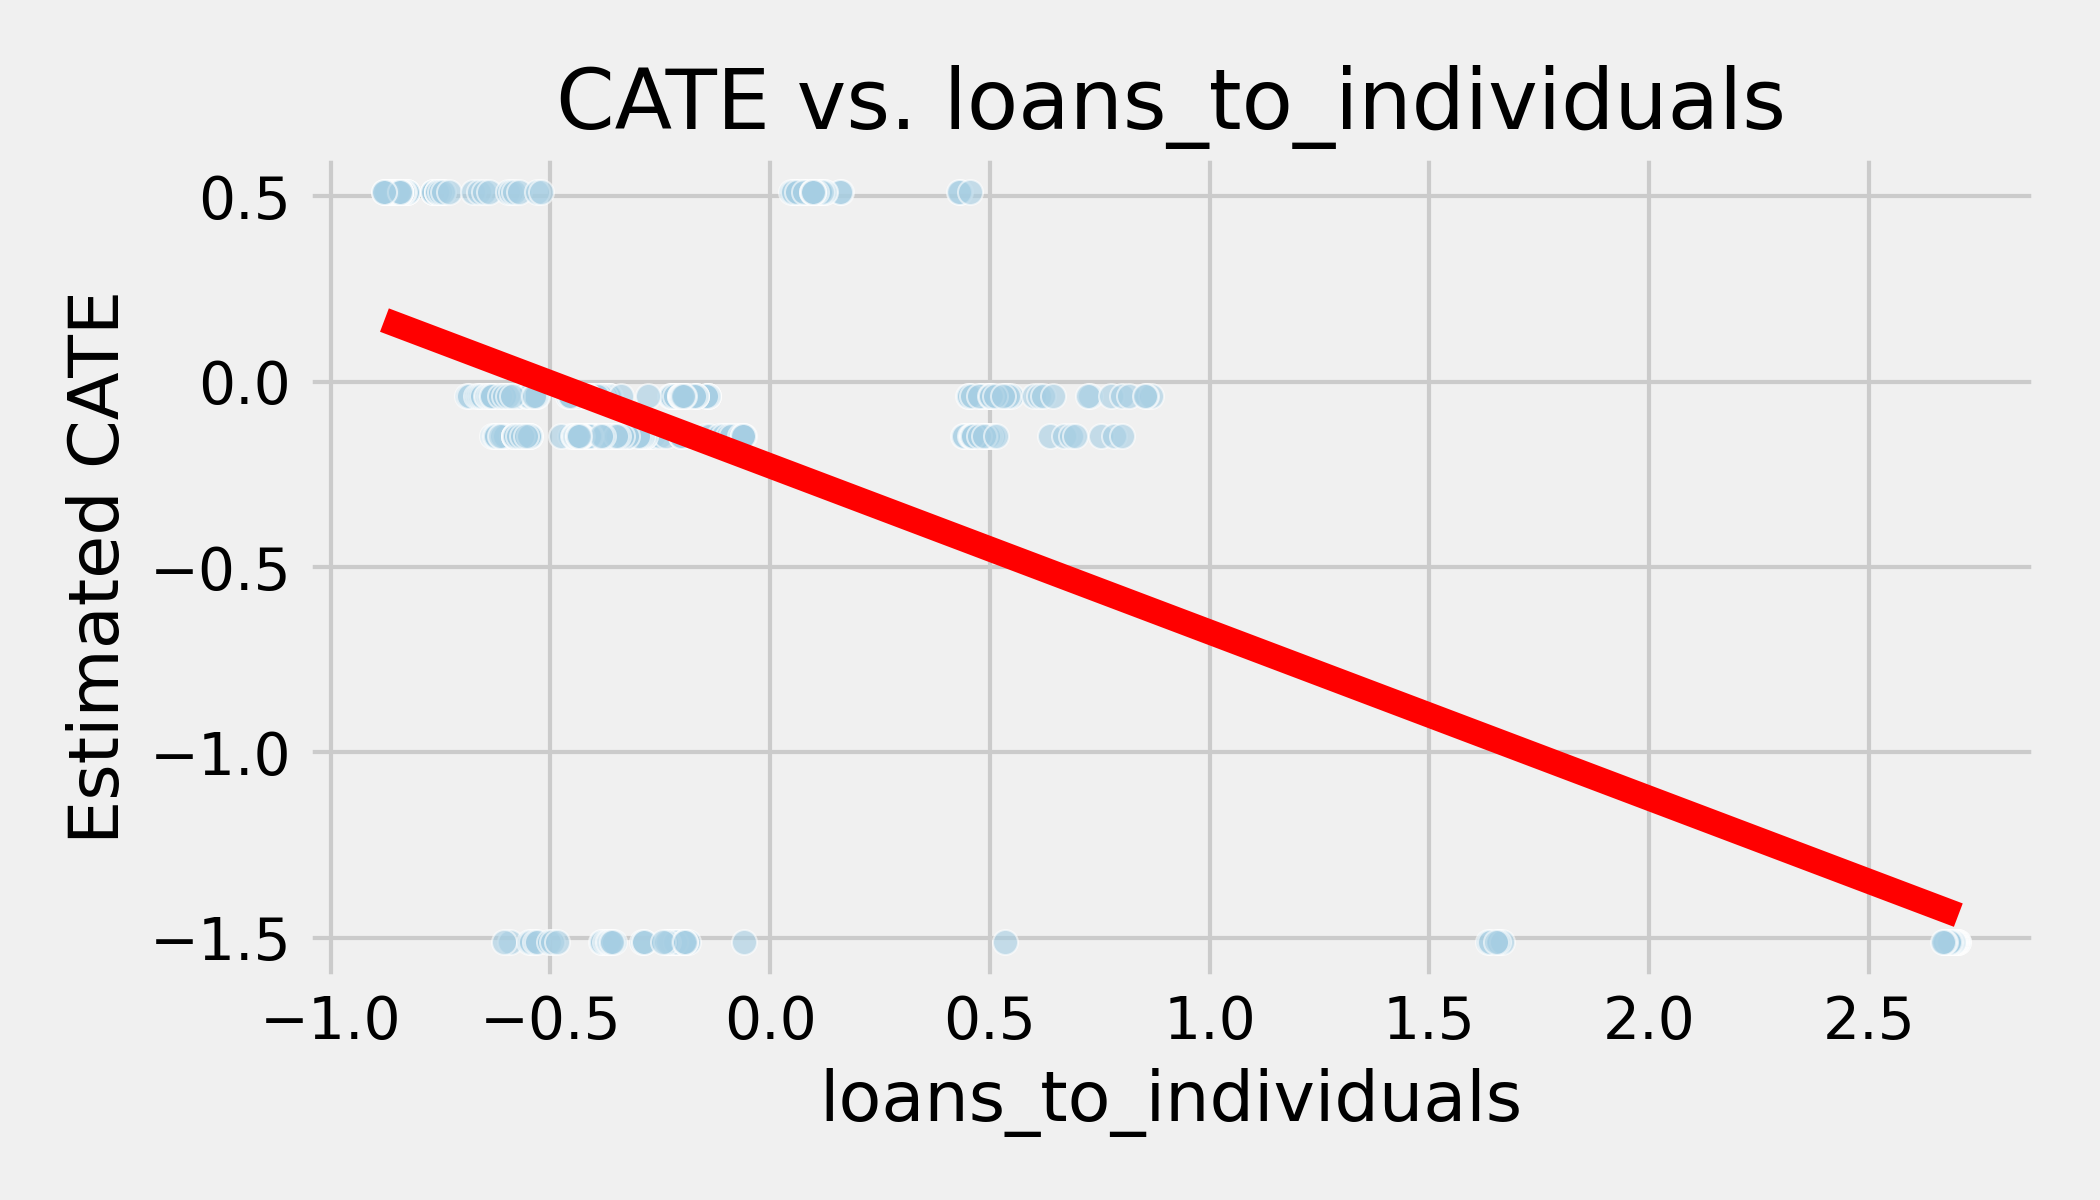 CATE vs. loans_to_individuals
Estimated CATE
0.5
0.0
−0.5
−1.0
−1.5
−1.0 −0.5 0.0 0.5 1.0 1.5 2.0 2.5
loans_to_individuals